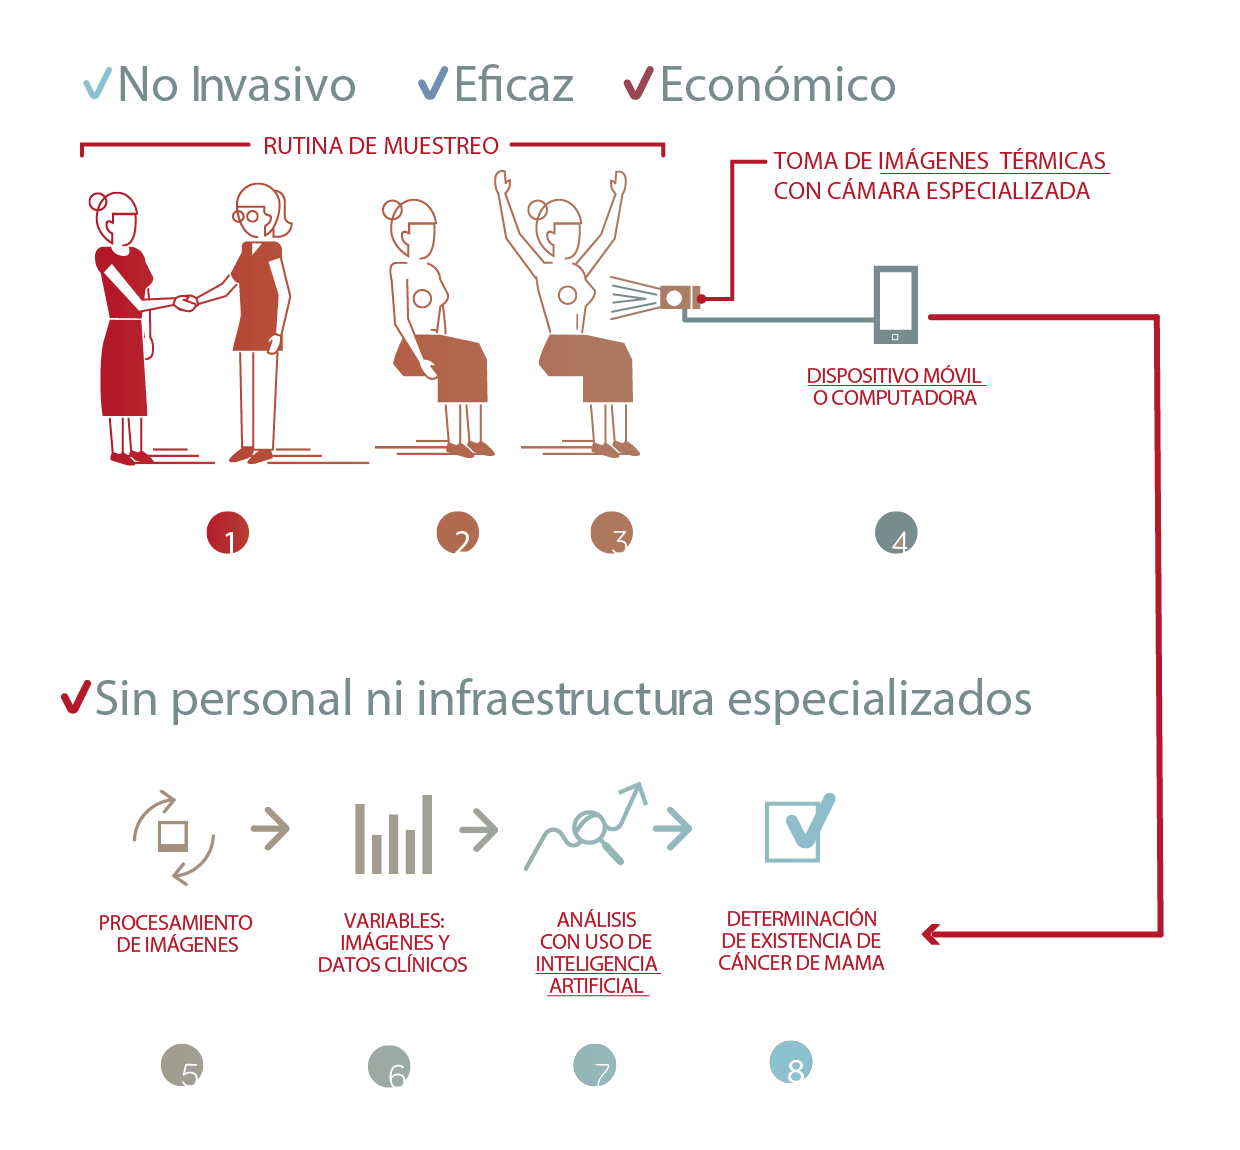 No Invasivo Eficaz Económico
RUTINA DE MUESTREO
TOMA DE IMÁGENES TÉRMICAS
CON CÁMARA ESPECIALIZADA
DISPOSITIVO MÓVIL
O COMPUTADORA
1 2 3 4
Sin personal ni infraestructura especializados
PROCESAMIENTO
DE IMÁGENES
VARIABLES:
IMÁGENES Y
DATOS CLÍNICOS
ANÁLISIS
CON USO DE
INTELIGENCIA
ARTIFICIAL
DETERMINACIÓN
DE EXISTENCIA DE
CÁNCER DE MAMA
5 6 7 8